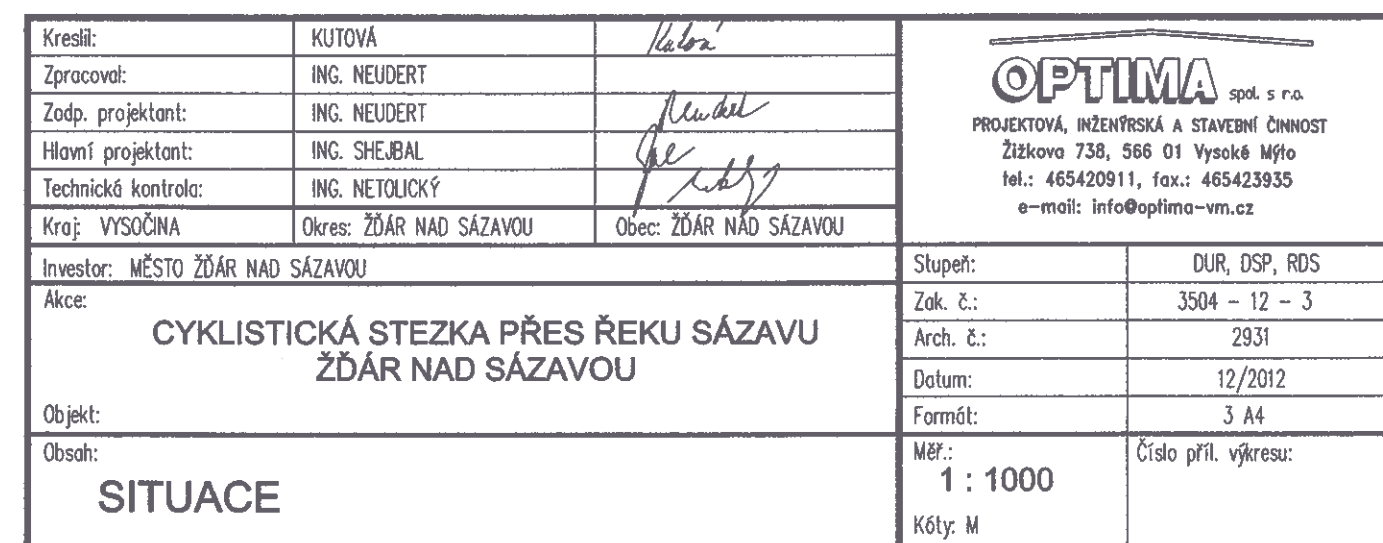 Kreslil: KUTOVÁ Kutová
Zpracoval: ING. NEUDERT
Zodp. projektant: ING. NEUDERT Neudert
Hlavní projektant: ING. SHEJBAL
Technická kontrola: ING. NETOLICKÝ
Kraj: VYSOČINA Okres: ŽĎÁR NAD SÁZAVOU Obec: ŽĎÁR NAD SÁZAVOU
OPTIMA spol. s r.o.
PROJEKTOVÁ, INŽENÝRSKÁ A STAVEBNÍ ČINNOST
Žižkova 738, 566 01 Vysoké Mýto
tel.: 465420911, fax.: 465423935
e-mail: info@optima-vm.cz
Investor: MĚSTO ŽĎÁR NAD SÁZAVOU
Akce:
CYKLISTICKÁ STEZKA PŘES ŘEKU SÁZAVU
ŽĎÁR NAD SÁZAVOU
Objekt:
Stupeň: DUR, DSP, RDS
Zak. č.: 3504 - 12 - 3
Arch. č.: 2931
Datum: 12/2012
Formát: 3 A4
Obsah:
SITUACE
Měř.:
1 : 1000
Kóty: M
Číslo příl. výkresu: